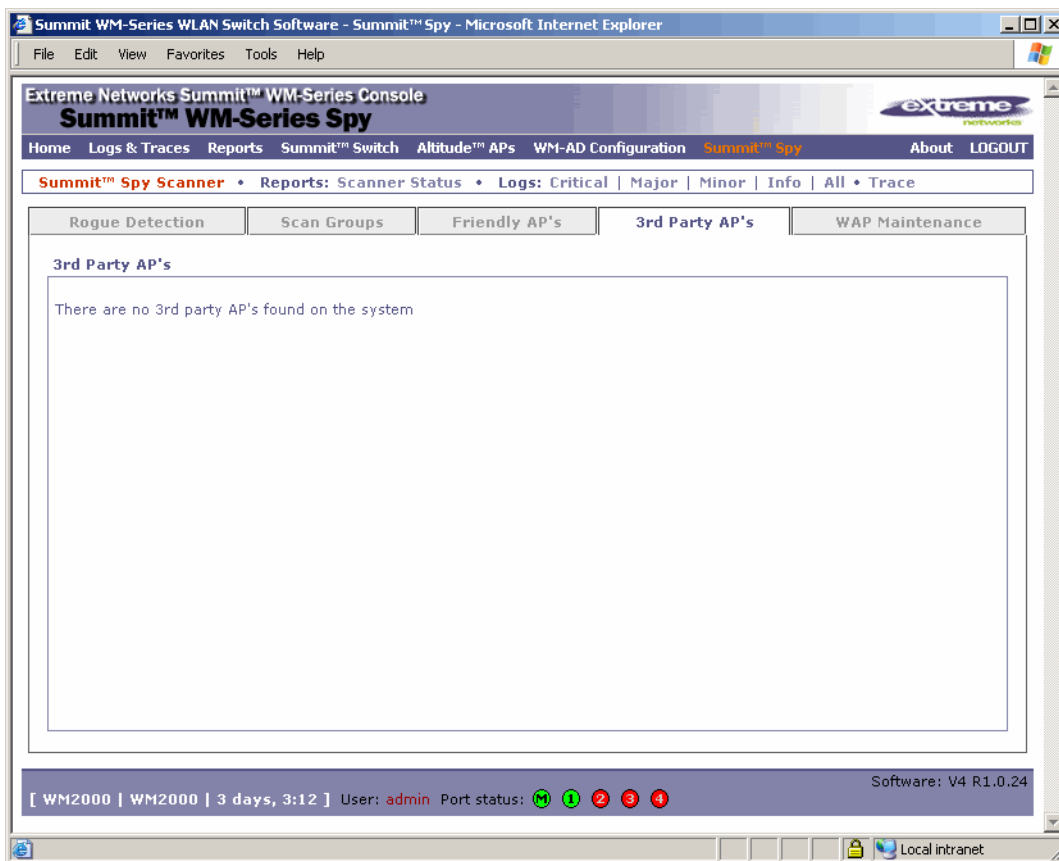 Summit WM-Series WLAN Switch Software - Summit™ Spy - Microsoft Internet Explorer
File Edit View Favorites Tools Help
Extreme Networks Summit™ WM-Series Console
Summit™ WM-Series Spy
extreme
networks
Home Logs & Traces Reports Summit™ Switch Altitude™ APs WM-AD Configuration Summit™ Spy About LOGOUT
Summit™ Spy Scanner • Reports: Scanner Status • Logs: Critical | Major | Minor | Info | All • Trace
Rogue Detection Scan Groups Friendly AP's 3rd Party AP's WAP Maintenance
3rd Party AP's
There are no 3rd party AP's found on the system
Software: V4 R1.0.24
[ WM2000 | WM2000 | 3 days, 3:12 ] User: admin Port status: M 1 2 3 4
Local intranet